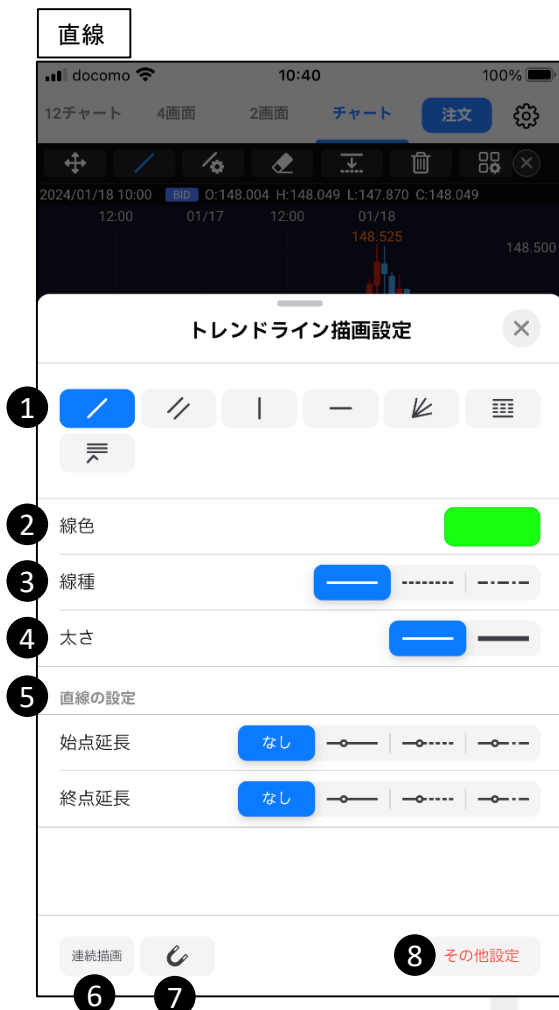 直線
docomo 10:40 100%
12チャート 4画面 2画面 チャート 注文
2024/01/18 10:00 BID O:148.004 H:148.049 L:147.870 C:148.049
12:00 01/17 12:00 01/18
148.525
148.500
トレンドライン描画設定
1
2 線色
3 線種
4 太さ
5 直線の設定
始点延長 なし
終点延長 なし
連続描画 8 その他設定
6 7